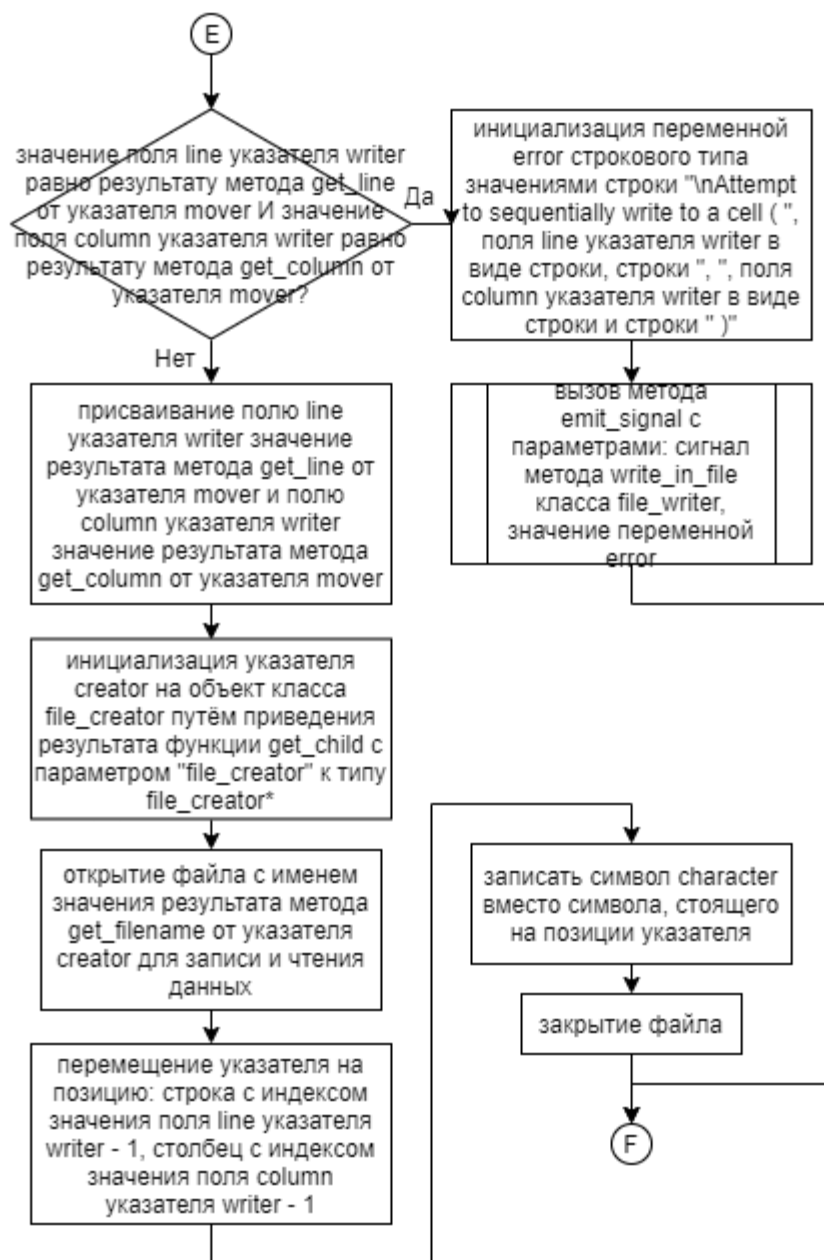 E
значение поля line указателя writer
равно результату метода get_line
от указателя mover И значение
поля column указателя writer равно
результату метода get_column от
указателя mover?
Да
инициализация переменной
error строкового типа
значениями строки "\nAttempt
to sequentially write to a cell ( ",
поля line указателя writer в
виде строки, строки ", ", поля
column указателя writer в виде
строки и строки " )"
Нет
вызов метода
emit_signal с
параметрами: сигнал
метода write_in_file
класса file_writer,
значение переменной
error
присваивание полю line
указателя writer значение
результата метода get_line от
указателя mover и полю
column указателя writer
значение результата метода
get_column от указателя mover
инициализация указателя
creator на объект класса
file_creator путём приведения
результата функции get_child с
параметром "file_creator" к типу
file_creator*
открытие файла с именем
значения результата метода
get_filename от указателя
creator для записи и чтения
данных
перемещение указателя на
позицию: строка с индексом
значения поля line указателя
writer - 1, столбец с индексом
значения поля column
указателя writer - 1
записать символ character
вместо символа, стоящего
на позиции указателя
закрытие файла
F